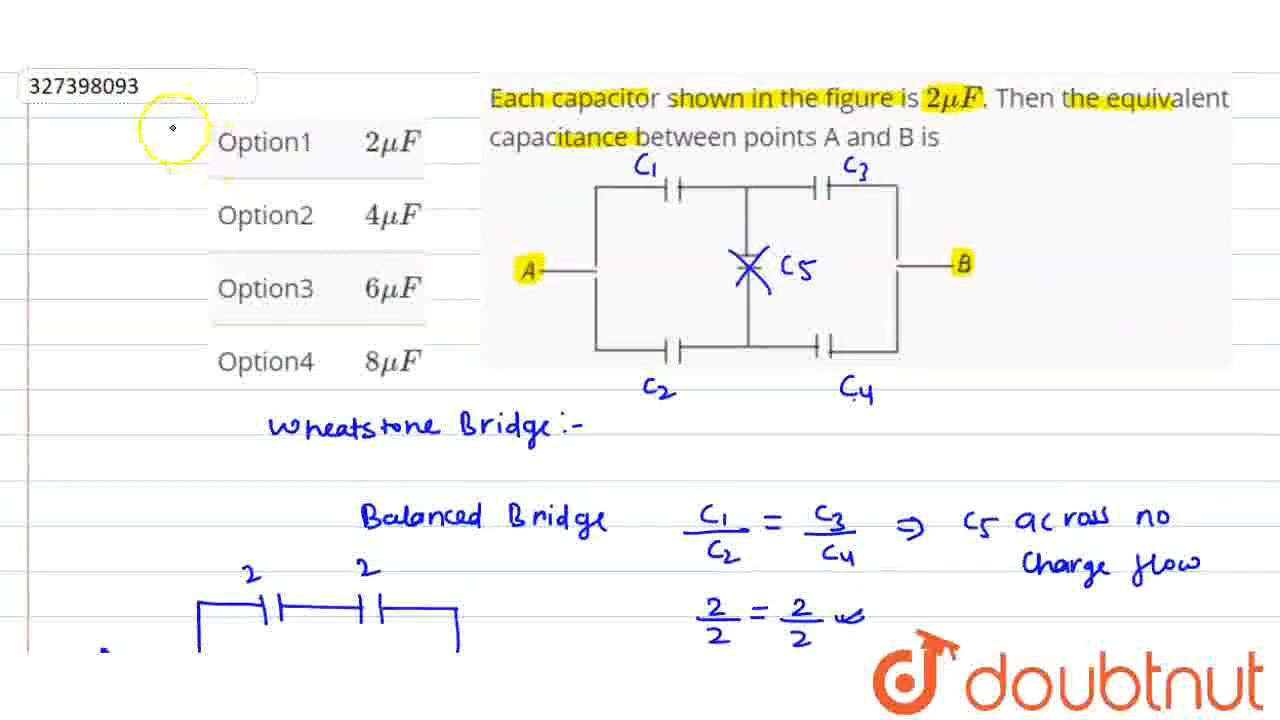 327398093
Each capacitor shown in the figure is 2μF. Then the equivalent
capacitance between points A and B is
Option1 2μF
Option2 4μF
Option3 6μF
Option4 8μF
C1 C3
A C5 B
C2 C4
Wheatstone Bridge :-
Balanced Bridge C1/C2 = C3/C4 ⇒ C5 across no
charge flow
2 2
2/2 = 2/2
doubtnut